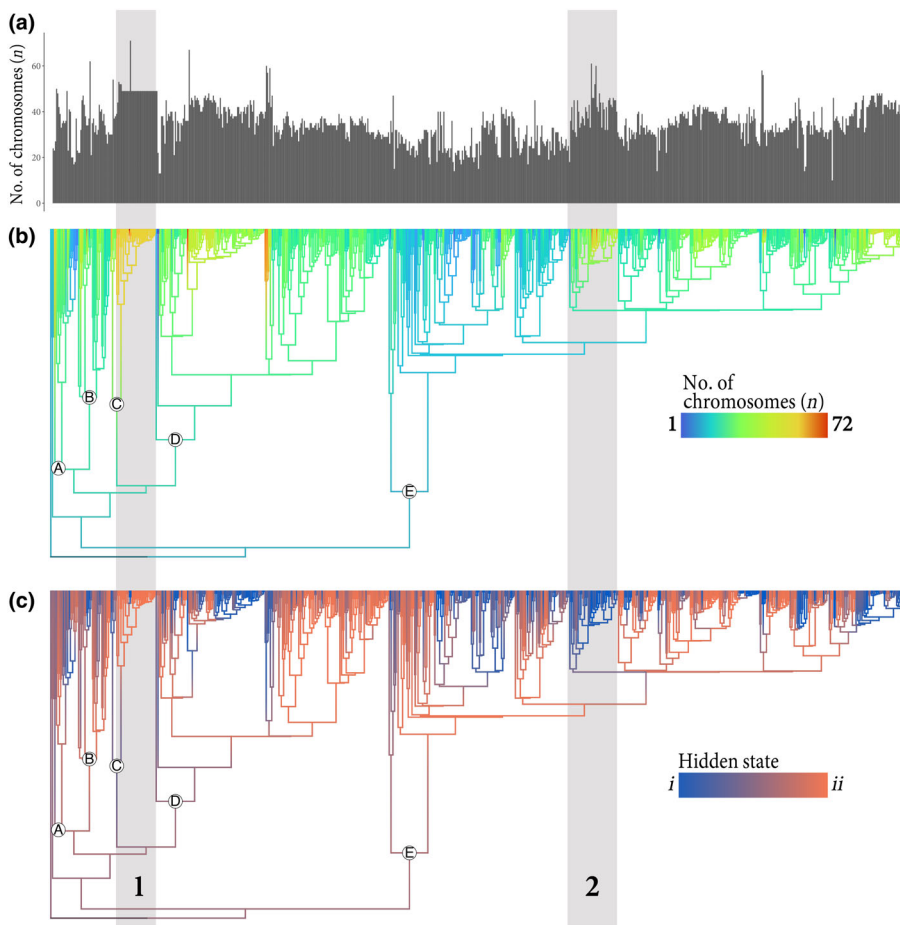 (a)
No. of chromosomes (n)
60
40
20
0
(b)
B
C
D
A
E
No. of
chromosomes (n)
1 72
(c)
B
C
D
A
E
Hidden state
i ii
1 2